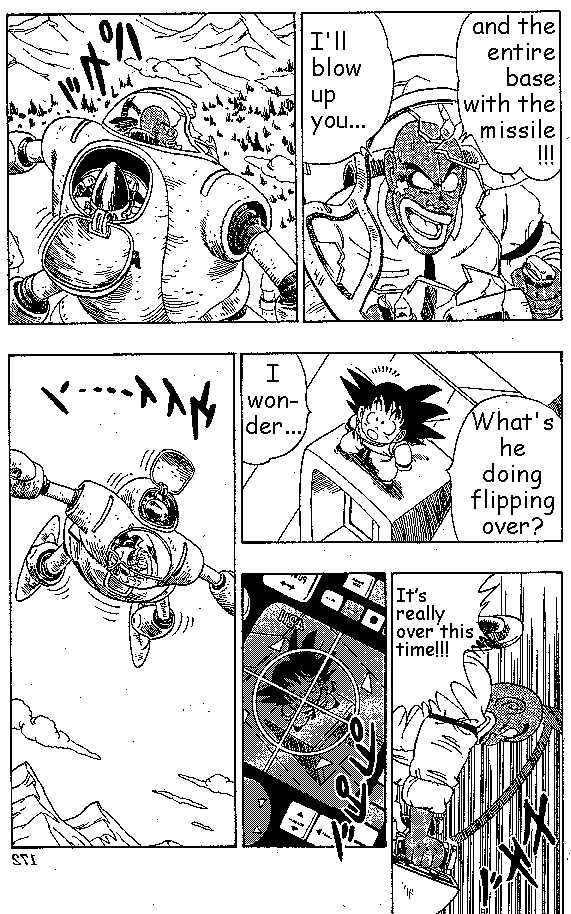 I'll
blow
up
you...
and the
entire
base
with the
missile
!!!
I
won-
der...
What's
he
doing
flipping
over?
It's
really
over this
time!!!
172